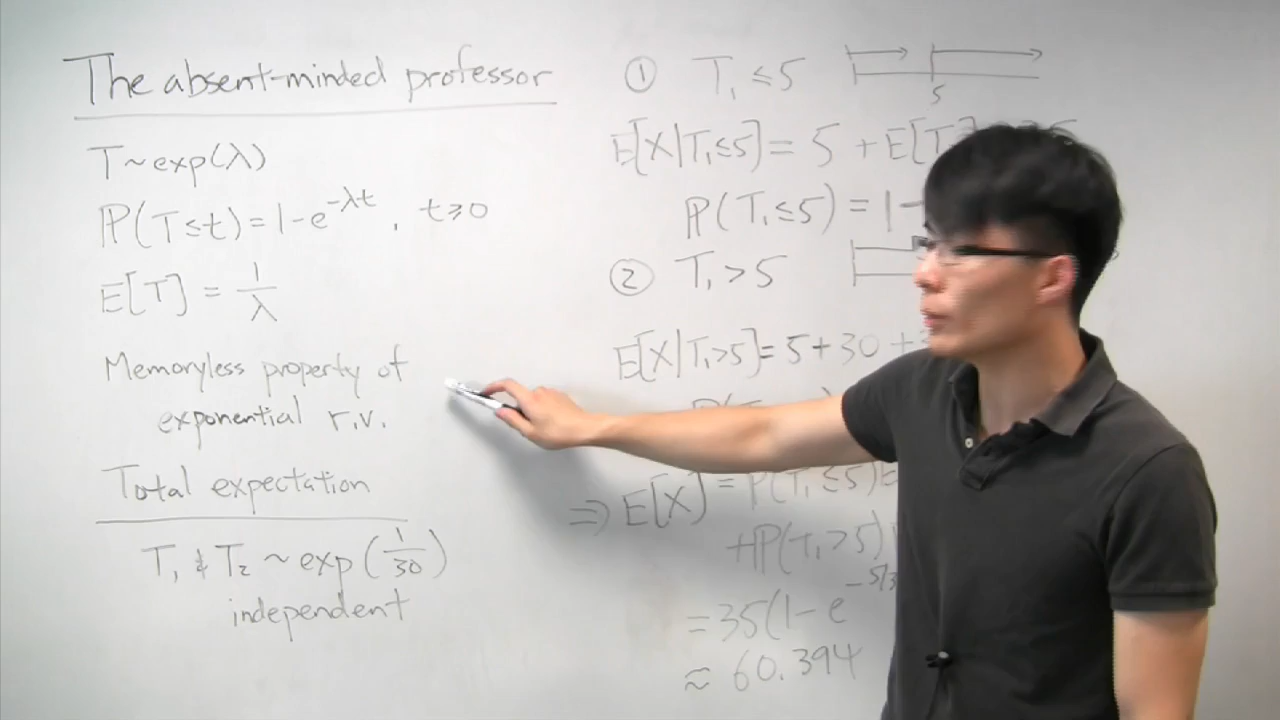 The absent-minded professor
T~exp(λ)
ℙ(T≤t)=1-e^{-λt}, t≥0
E[T] = 1/λ
Memoryless property of
exponential r.v.
Total expectation
T₁ & T₂ ~ exp(1/30)
independent
① T₁ ≤ 5
5
E[X|T₁≤5] = 5 + E[T
ℙ(T₁≤5) = 1-
② T₁ > 5
E[X|T₁>5] = 5+30+
⇒ E[X] = ℙ(T₁≤5)E
+ℙ(T₁>5)
= 35(1-e^{-5/3
≈ 60.394